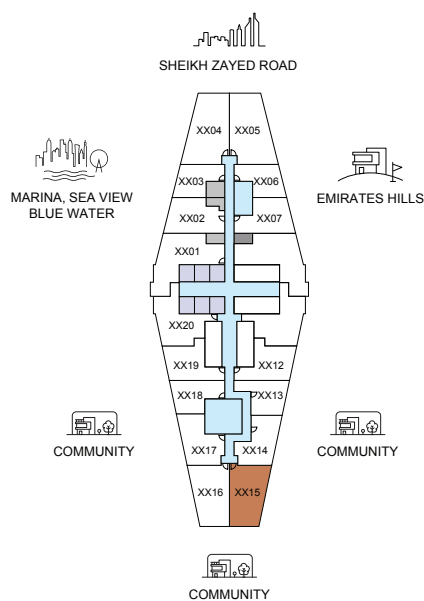 SHEIKH ZAYED ROAD
XX04
XX05
MARINA, SEA VIEW
BLUE WATER
EMIRATES HILLS
XX03
XX06
XX02
XX07
XX01
XX20
XX19
XX12
XX18
XX13
COMMUNITY
COMMUNITY
XX17
XX14
XX16
XX15
COMMUNITY